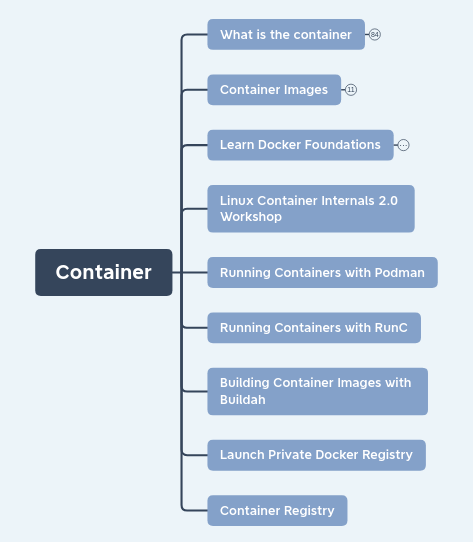 What is the container
84
Container Images
11
Learn Docker Foundations
...
Linux Container Internals 2.0
Workshop
Container
Running Containers with Podman
Running Containers with RunC
Building Container Images with
Buildah
Launch Private Docker Registry
Container Registry